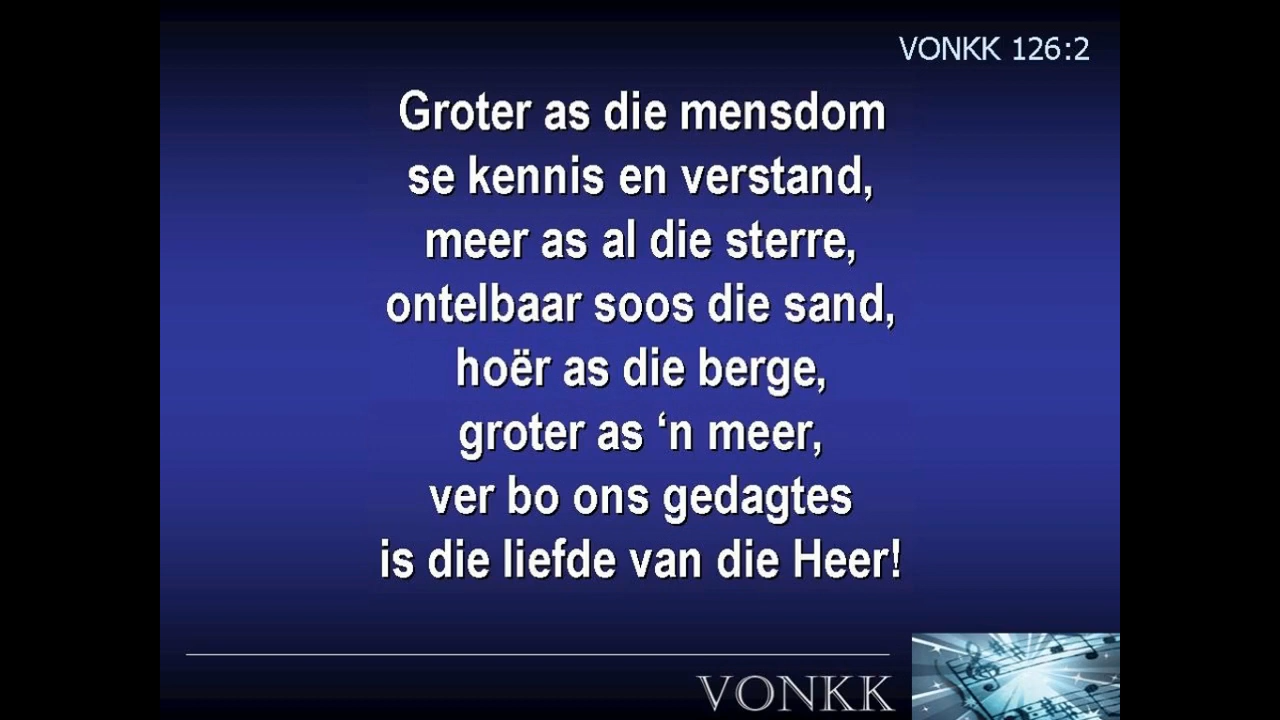 VONKK 126:2
Groter as die mensdom
se kennis en verstand,
meer as al die sterre,
ontelbaar soos die sand,
hoër as die berge,
groter as ‘n meer,
ver bo ons gedagtes
is die liefde van die Heer!
VONKK